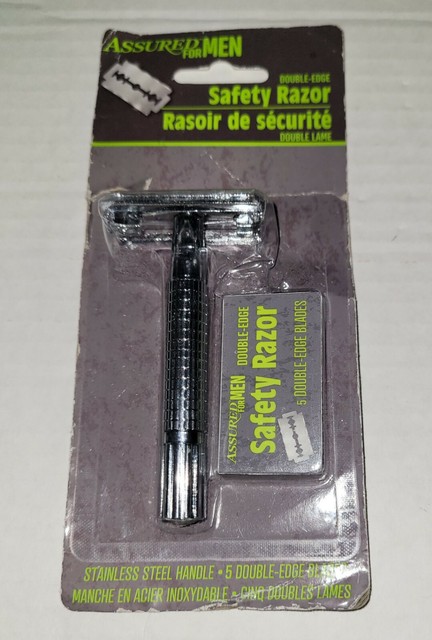 ASSURED FOR MEN
DOUBLE-EDGE
Safety Razor
Rasoir de sécurité
DOUBLE LAME
ASSURED FOR MEN DOUBLE-EDGE
Safety Razor
5 DOUBLE-EDGE BLADES
STAINLESS STEEL HANDLE • 5 DOUBLE-EDGE
MANCHE EN ACIER INOXYDABLE • CINQ DOUBLES LAMES